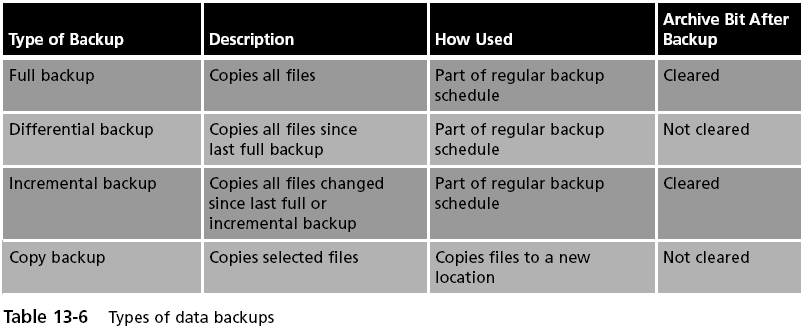 Type of Backup Description How Used Archive Bit After Backup
Full backup Copies all files Part of regular backup schedule Cleared
Differential backup Copies all files since last full backup Part of regular backup schedule Not cleared
Incremental backup Copies all files changed since last full or incremental backup Part of regular backup schedule Cleared
Copy backup Copies selected files Copies files to a new location Not cleared
Table 13-6 Types of data backups